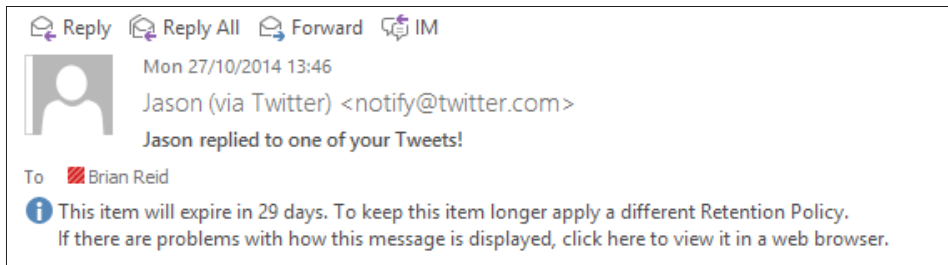 Reply Reply All Forward IM
Mon 27/10/2014 13:46
Jason (via Twitter) <notify@twitter.com>
Jason replied to one of your Tweets!
To Brian Reid
This item will expire in 29 days. To keep this item longer apply a different Retention Policy.
If there are problems with how this message is displayed, click here to view it in a web browser.